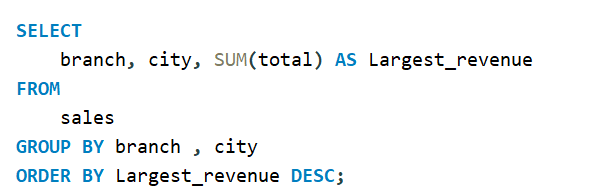 SELECT
    branch, city, SUM(total) AS Largest_revenue
FROM
    sales
GROUP BY branch , city
ORDER BY Largest_revenue DESC;